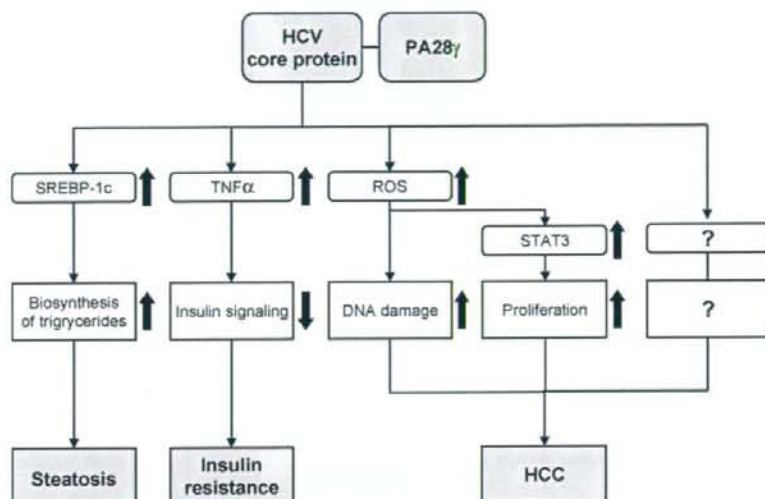 HCV
core protein
PA28γ
SREBP-1c
TNFα
ROS
STAT3
?
Biosynthesis
of trigrycerides
Insulin signaling
DNA damage
Proliferation
?
Steatosis
Insulin
resistance
HCC